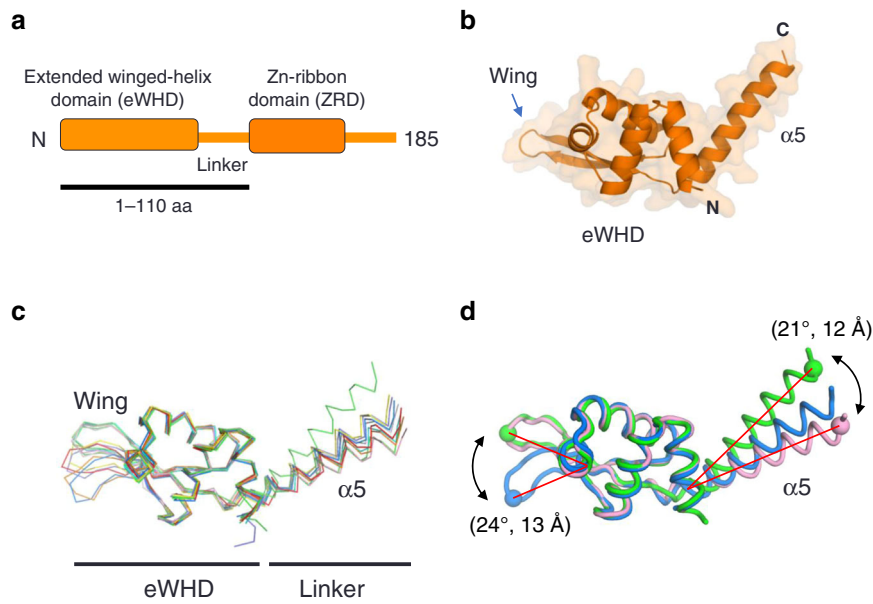 a
Extended winged-helix
domain (eWHD)
Zn-ribbon
domain (ZRD)
N
185
Linker
1–110 aa
b
C
Wing
α5
N
eWHD
c
Wing
α5
eWHD
Linker
d
(21°, 12 Å)
α5
(24°, 13 Å)